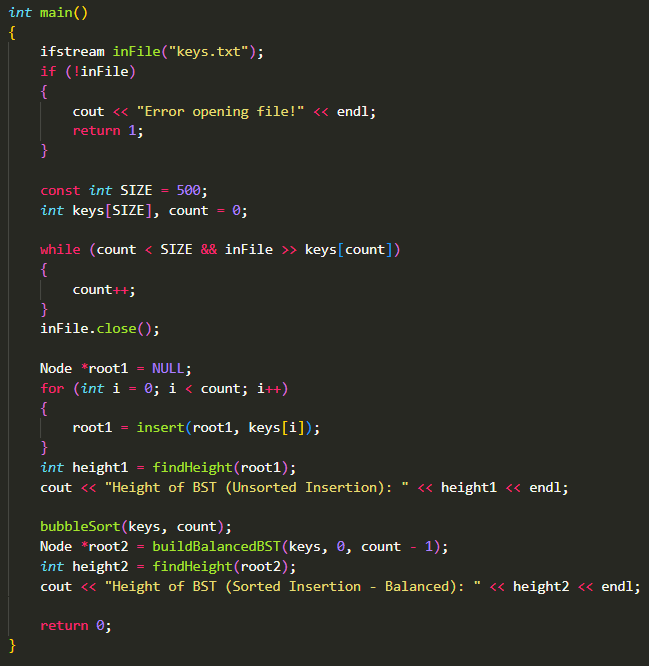 int main()
{
    ifstream inFile("keys.txt");
    if (!inFile)
    {
        cout << "Error opening file!" << endl;
        return 1;
    }

    const int SIZE = 500;
    int keys[SIZE], count = 0;

    while (count < SIZE && inFile >> keys[count])
    {
        count++;
    }
    inFile.close();

    Node *root1 = NULL;
    for (int i = 0; i < count; i++)
    {
        root1 = insert(root1, keys[i]);
    }
    int height1 = findHeight(root1);
    cout << "Height of BST (Unsorted Insertion): " << height1 << endl;

    bubbleSort(keys, count);
    Node *root2 = buildBalancedBST(keys, 0, count - 1);
    int height2 = findHeight(root2);
    cout << "Height of BST (Sorted Insertion - Balanced): " << height2 << endl;

    return 0;
}